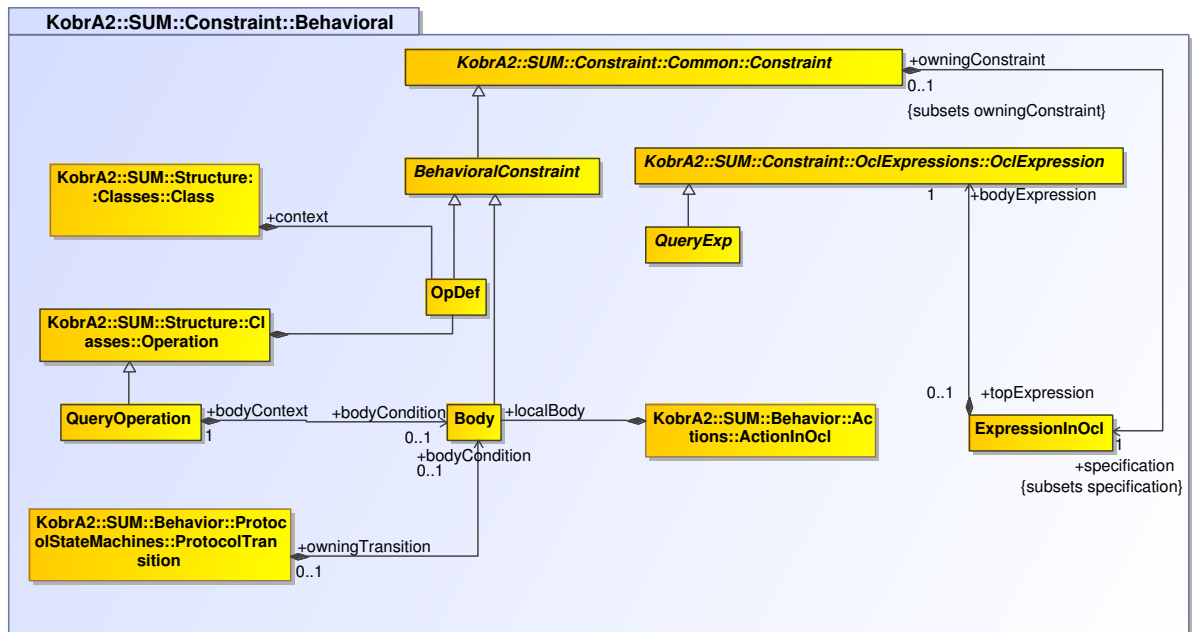 KobrA2::SUM::Constraint::Behavioral
KobrA2::SUM::Constraint::Common::Constraint
+owningConstraint
0..1
{subsets owningConstraint}
KobrA2::SUM::Structure:
:Classes::Class
BehavioralConstraint
KobrA2::SUM::Constraint::OclExpressions::OclExpression
1
+bodyExpression
+context
QueryExp
OpDef
KobrA2::SUM::Structure::Cl
asses::Operation
QueryOperation
+bodyContext
1
+bodyCondition
0..1
Body
+localBody
KobrA2::SUM::Behavior::Ac
tions::ActionInOcl
0..1
+topExpression
ExpressionInOcl
1
+specification
{subsets specification}
+bodyCondition
0..1
KobrA2::SUM::Behavior::Protoc
olStateMachines::ProtocolTran
sition
+owningTransition
0..1